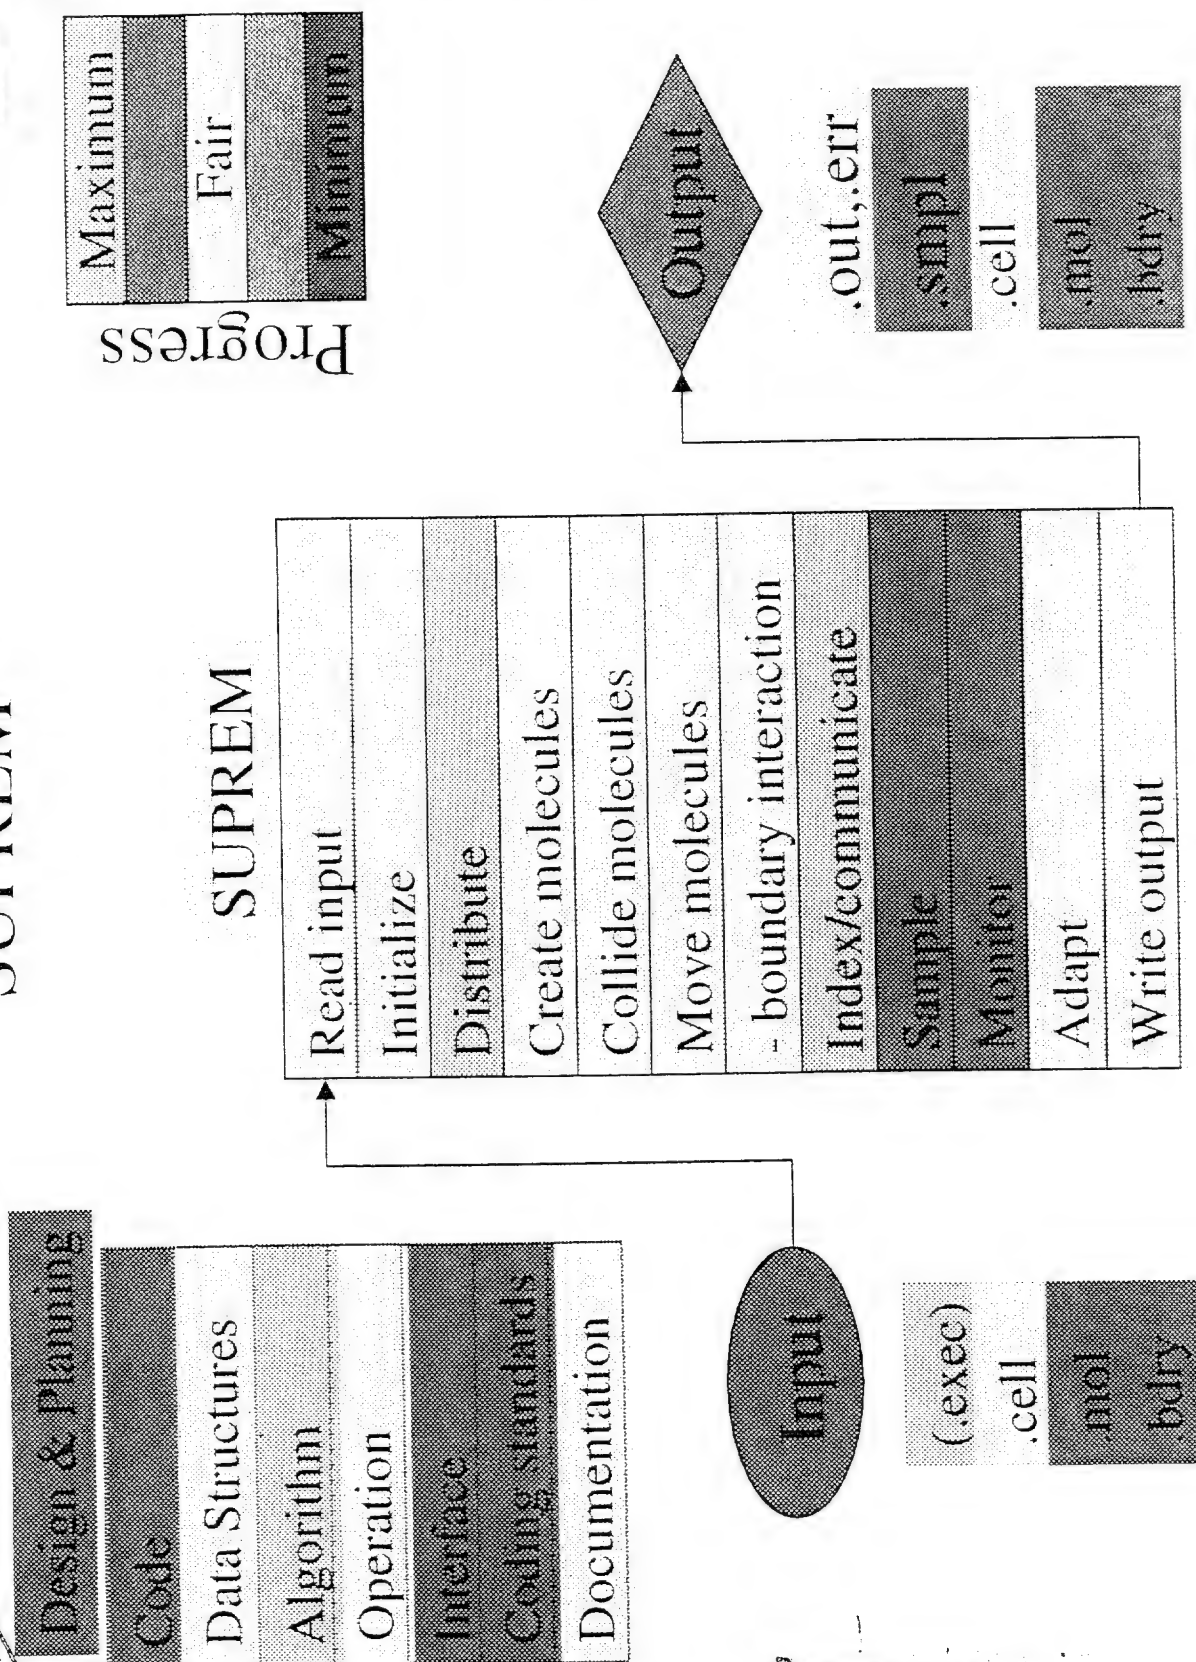 SUPREM
Design & Planning
Code
Data Structures
Algorithm
Operation
Interface
Coding standards
Documentation
SUPREM
Read input
Initialize
Distribute
Create molecules
Collide molecules
Move molecules
- boundary interaction
Index/communicate
Sample
Monitor
Adapt
Write output
Progress
Maximum
Fair
Minimum
Input
(.exec)
.cell
.mol
.bdry
Output
.out,.err
.smpl
.cell
.mol
.bdry